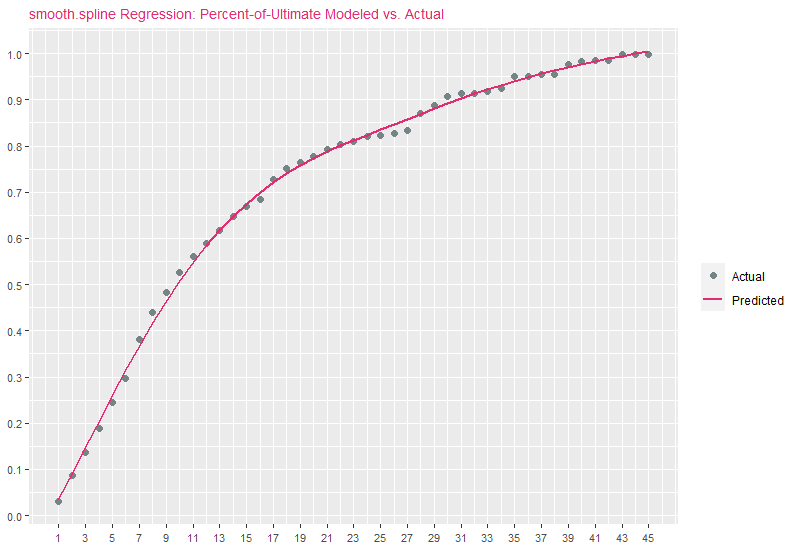 smooth.spline Regression: Percent-of-Ultimate Modeled vs. Actual
1.0
0.9
0.8
0.7
0.6
0.5
0.4
0.3
0.2
0.1
0.0
Actual
Predicted
1 3 5 7 9 11 13 15 17 19 21 23 25 27 29 31 33 35 37 39 41 43 45